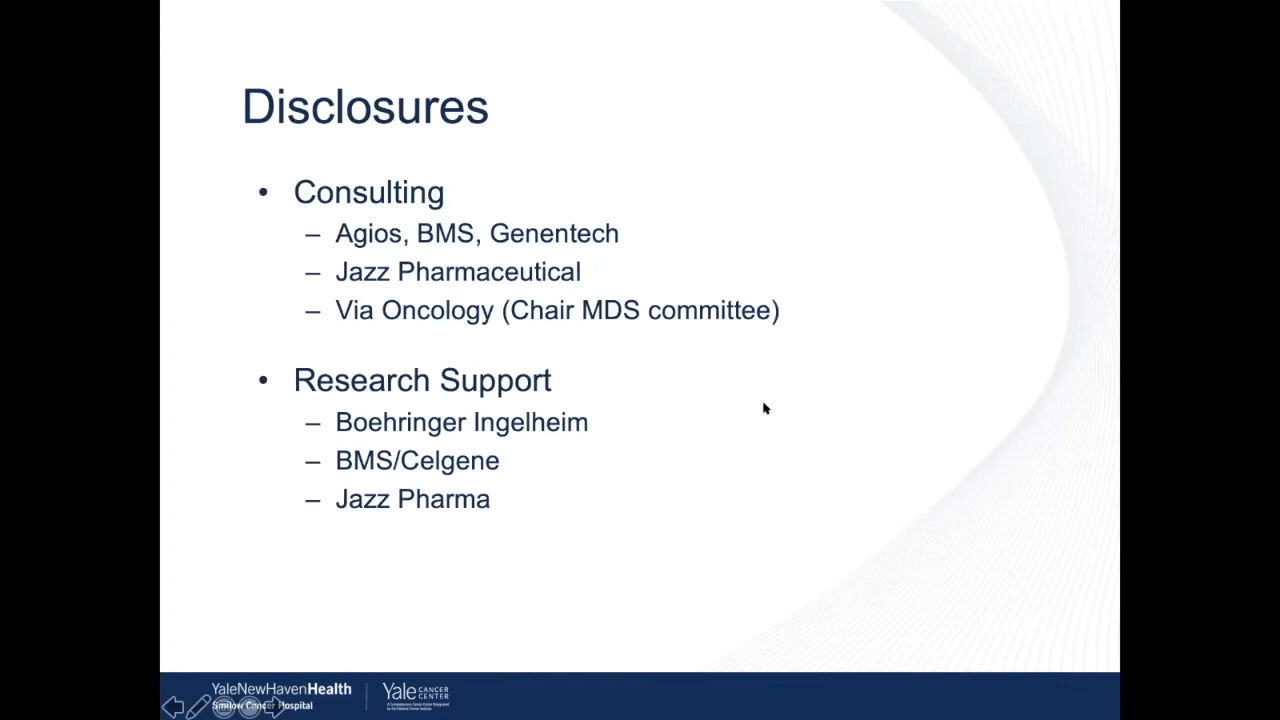 Disclosures
• Consulting
– Agios, BMS, Genentech
– Jazz Pharmaceutical
– Via Oncology (Chair MDS committee)
• Research Support
– Boehringer Ingelheim
– BMS/Celgene
– Jazz Pharma
YaleNewHavenHealth
Smilow Cancer Hospital
Yale CANCER CENTER
A Comprehensive Cancer Center Designated
by the National Cancer Institute